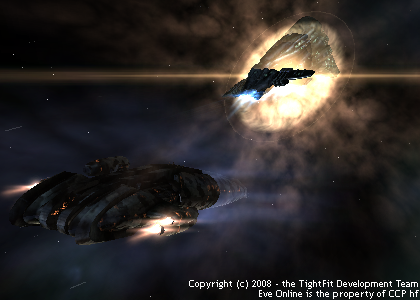 Copyright (c) 2008 - the TightFit Development Team
Eve Online is the property of CCP hf